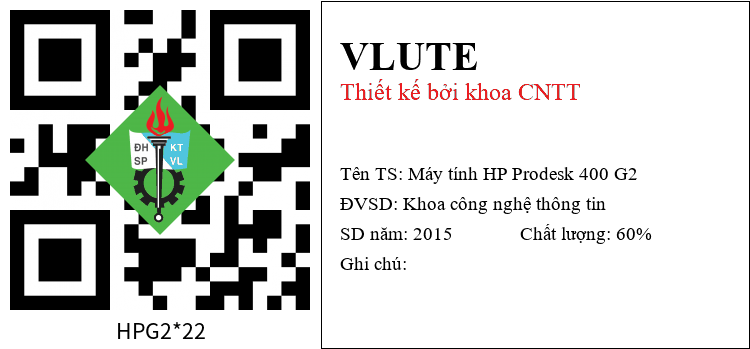 ĐH KT
SP VL
HPG2*22
VLUTE
Thiết kế bởi khoa CNTT
Tên TS: Máy tính HP Prodesk 400 G2
ĐVSD: Khoa công nghệ thông tin
SD năm: 2015 Chất lượng: 60%
Ghi chú: